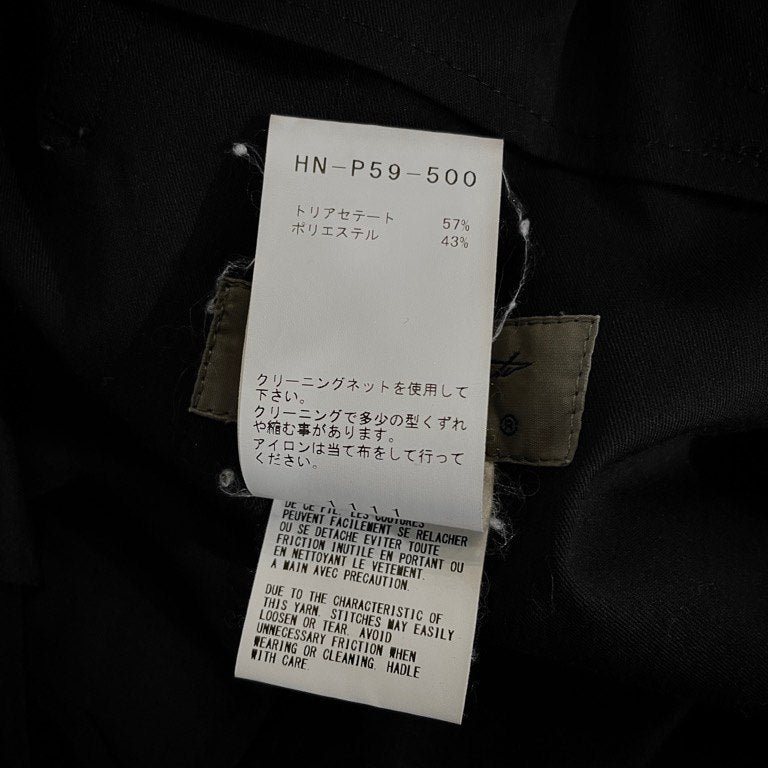 HN-P59-500
トリアセテート 57%
ポリエステル 43%
クリーニングネットを使用して
下さい。
クリーニングで多少の型くずれ
や縮む事があります。
アイロンは当て布をして行って
ください。
®
DE CE FIL, LES COUTURES
PEUVENT FACILEMENT SE RELACHER
OU SE DETACHE EVITER TOUTE
FRICTION INUTILE EN PORTANT OU
EN NETTOYANT LE VETEMENT.
A MAIN AVEC PRECAUTION.
DUE TO THE CHARACTERISTIC OF
THIS YARN. STITCHES MAY EASILY
LOOSEN OR TEAR. AVOID
UNNECESSARY FRICTION WHEN
WEARING OR CLEANING. HADLE
WITH CARE.